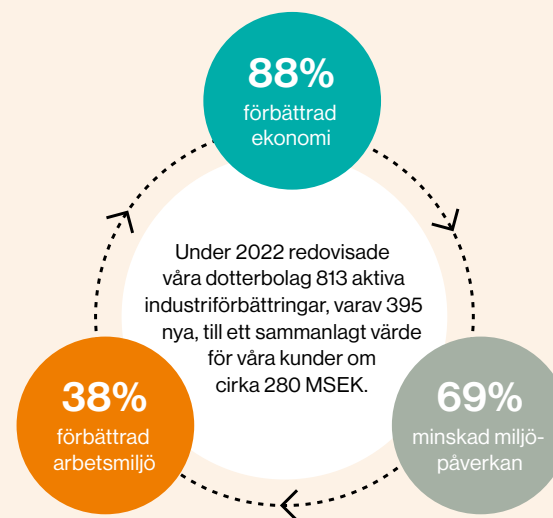 88%
förbättrad
ekonomi
Under 2022 redovisade
våra dotterbolag 813 aktiva
industriförbättringar, varav 395
nya, till ett sammanlagt värde
för våra kunder om
cirka 280 MSEK.
38%
förbättrad
arbetsmiljö
69%
minskad miljö-
påverkan